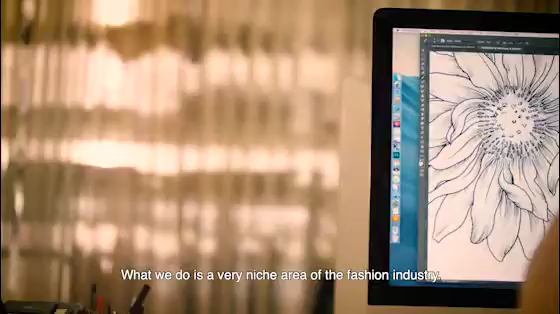 What we do is a very niche area of the fashion industry.